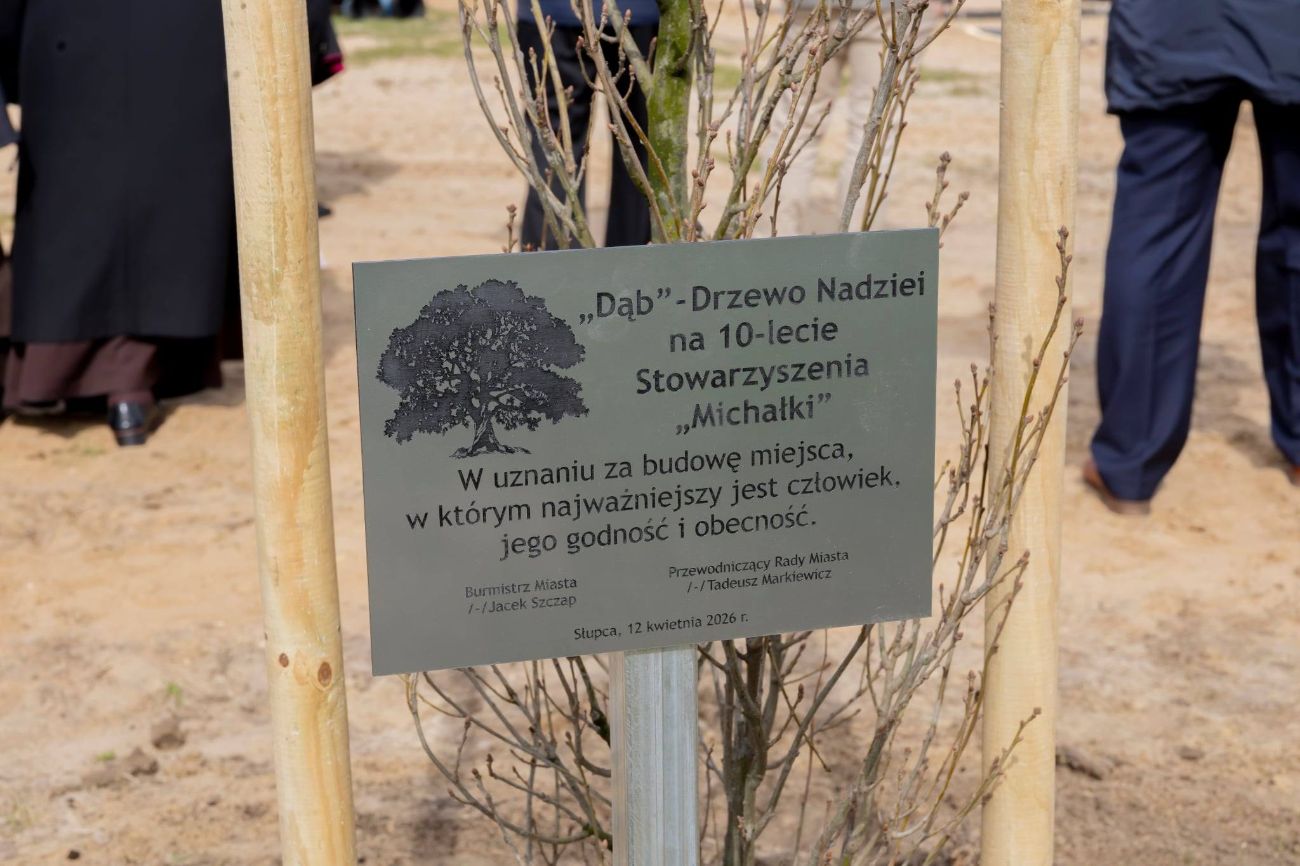 „Dąb”-Drzewo Nadziei
na 10-lecie
Stowarzyszenia
„Michałki”
W uznaniu za budowę miejsca,
w którym najważniejszy jest człowiek,
jego godność i obecność.
Burmistrz Miasta
/-/Jacek Szczap
Przewodniczący Rady Miasta
/-/Tadeusz Markiewicz
Słupca, 12 kwietnia 2026 r.